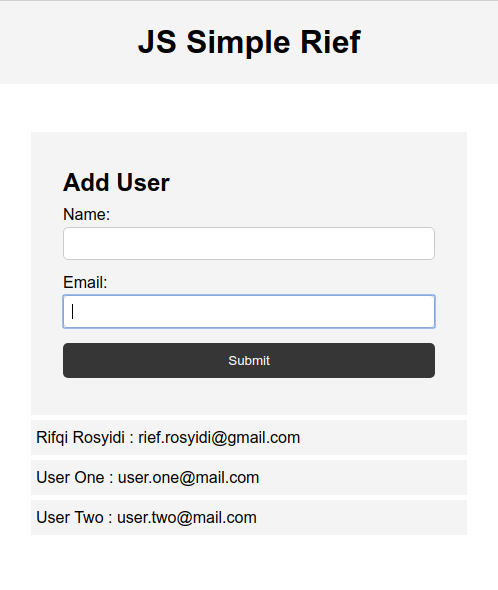 JS Simple Rief
Add User
Name:
Email:
Submit
Rifqi Rosyidi : rief.rosyidi@gmail.com
User One : user.one@mail.com
User Two : user.two@mail.com